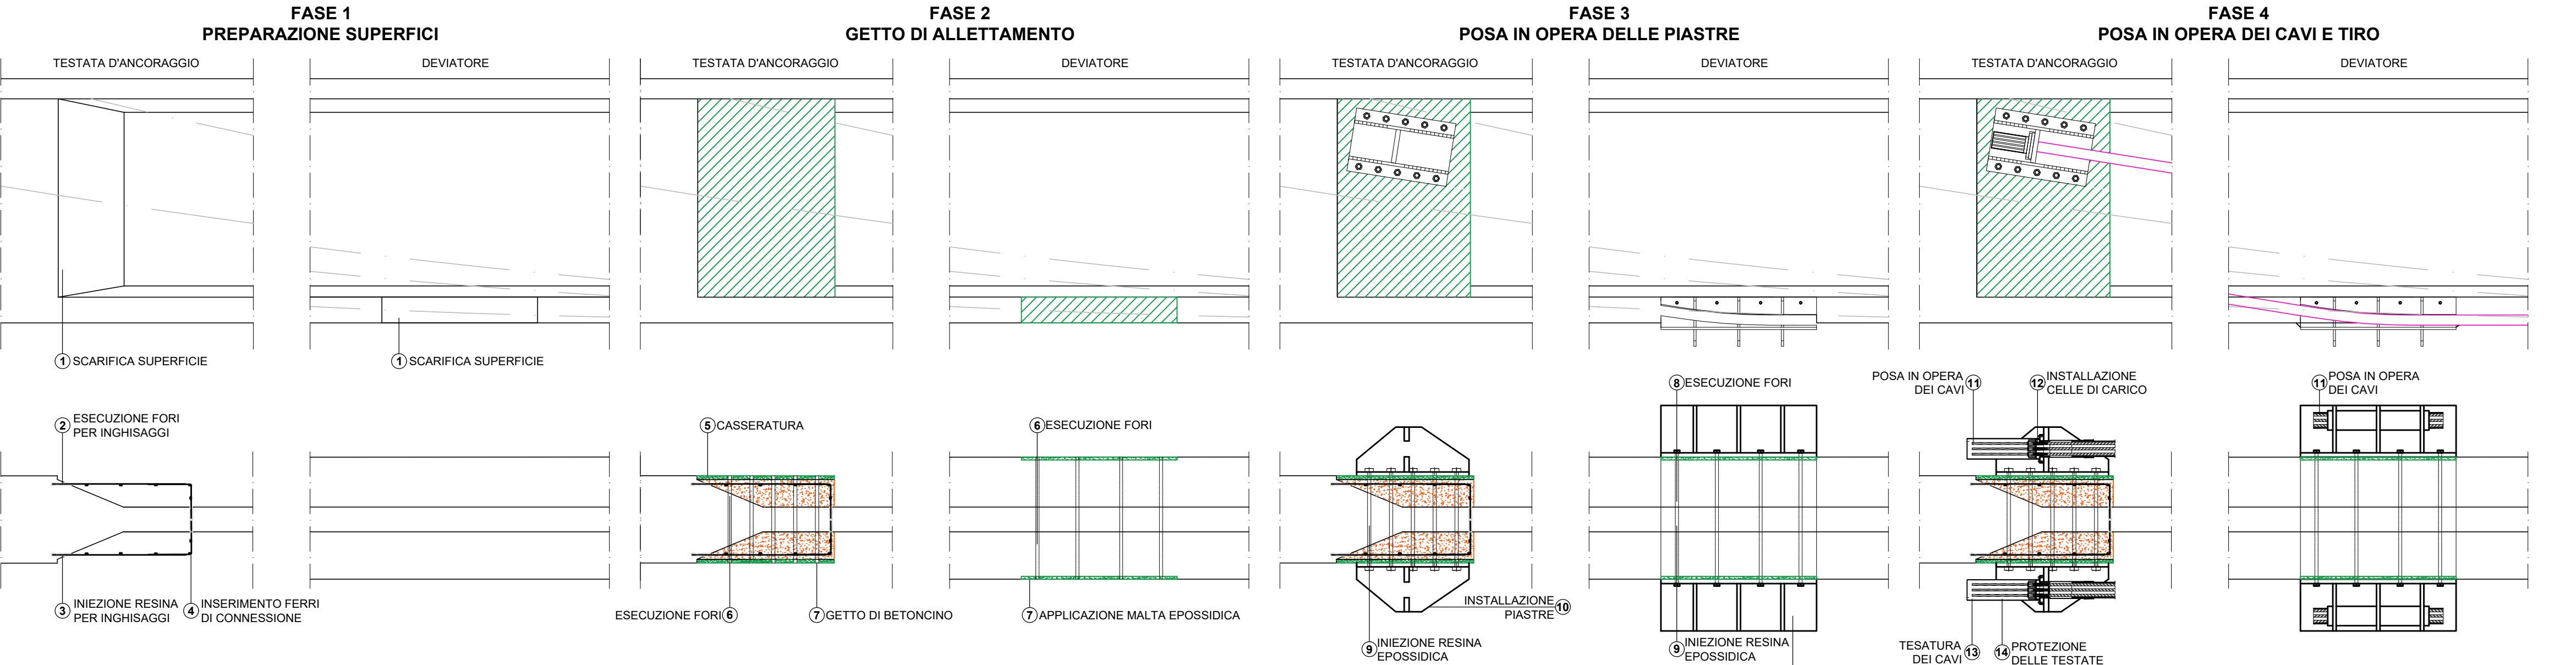 FASE 1
PREPARAZIONE SUPERFICI
TESTATA D'ANCORAGGIO
DEVIATORE
1 SCARIFICA SUPERFICIE
1 SCARIFICA SUPERFICIE
2 ESECUZIONE FORI
PER INGHISAGGI
3 INIEZIONE RESINA
PER INGHISAGGI
4 INSERIMENTO FERRI
DI CONNESSIONE
FASE 2
GETTO DI ALLETTAMENTO
TESTATA D'ANCORAGGIO
DEVIATORE
5 CASSERATURA
6 ESECUZIONE FORI
ESECUZIONE FORI 6
7 GETTO DI BETONCINO
7 APPLICAZIONE MALTA EPOSSIDICA
FASE 3
POSA IN OPERA DELLE PIASTRE
TESTATA D'ANCORAGGIO
DEVIATORE
8 ESECUZIONE FORI
INSTALLAZIONE
PIASTRE 10
9 INIEZIONE RESINA
EPOSSIDICA
9 INIEZIONE RESINA
EPOSSIDICA
FASE 4
POSA IN OPERA DEI CAVI E TIRO
TESTATA D'ANCORAGGIO
DEVIATORE
POSA IN OPERA
DEI CAVI 11
12 INSTALLAZIONE
CELLE DI CARICO
11 POSA IN OPERA
DEI CAVI
TESATURA
DEI CAVI 13
14 PROTEZIONE
DELLE TESTATE